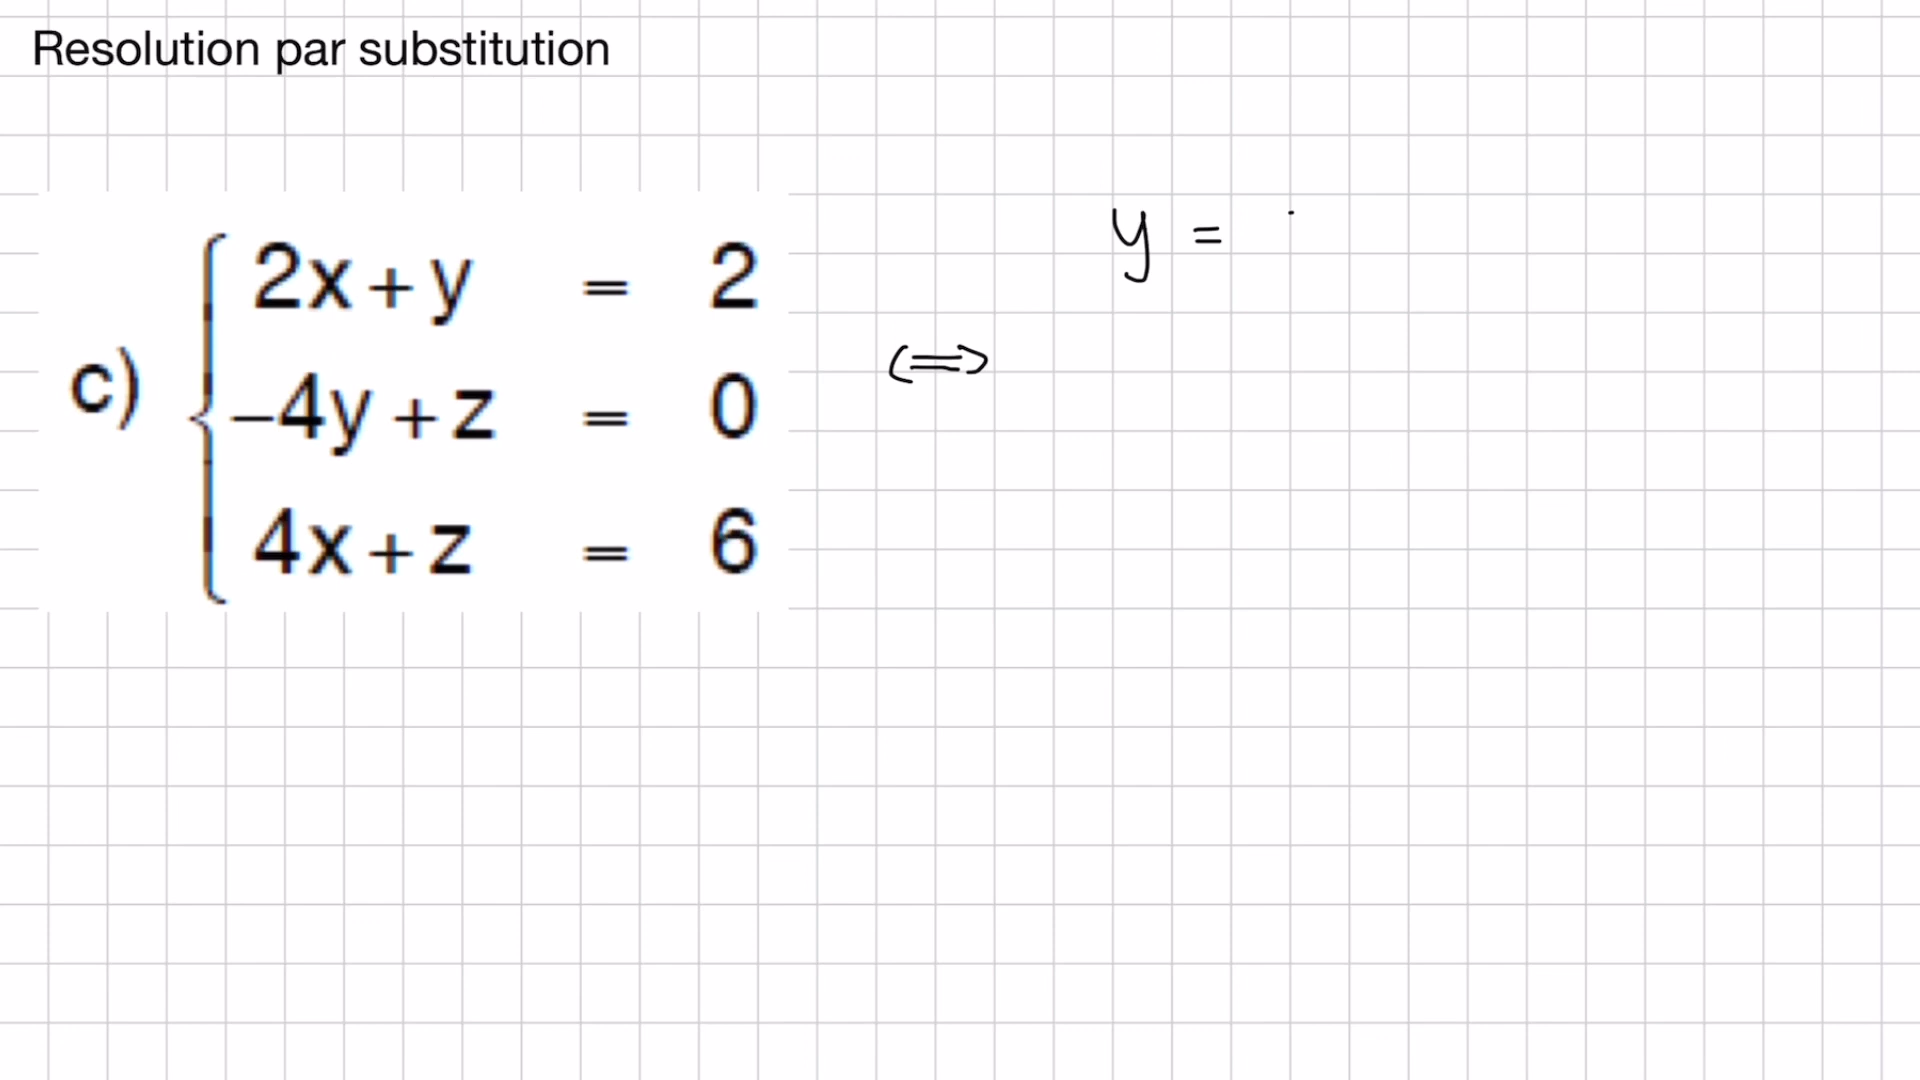 Resolution par substitution
c)
2x+y = 2
−4y+z = 0
4x+z = 6
⇔
y =